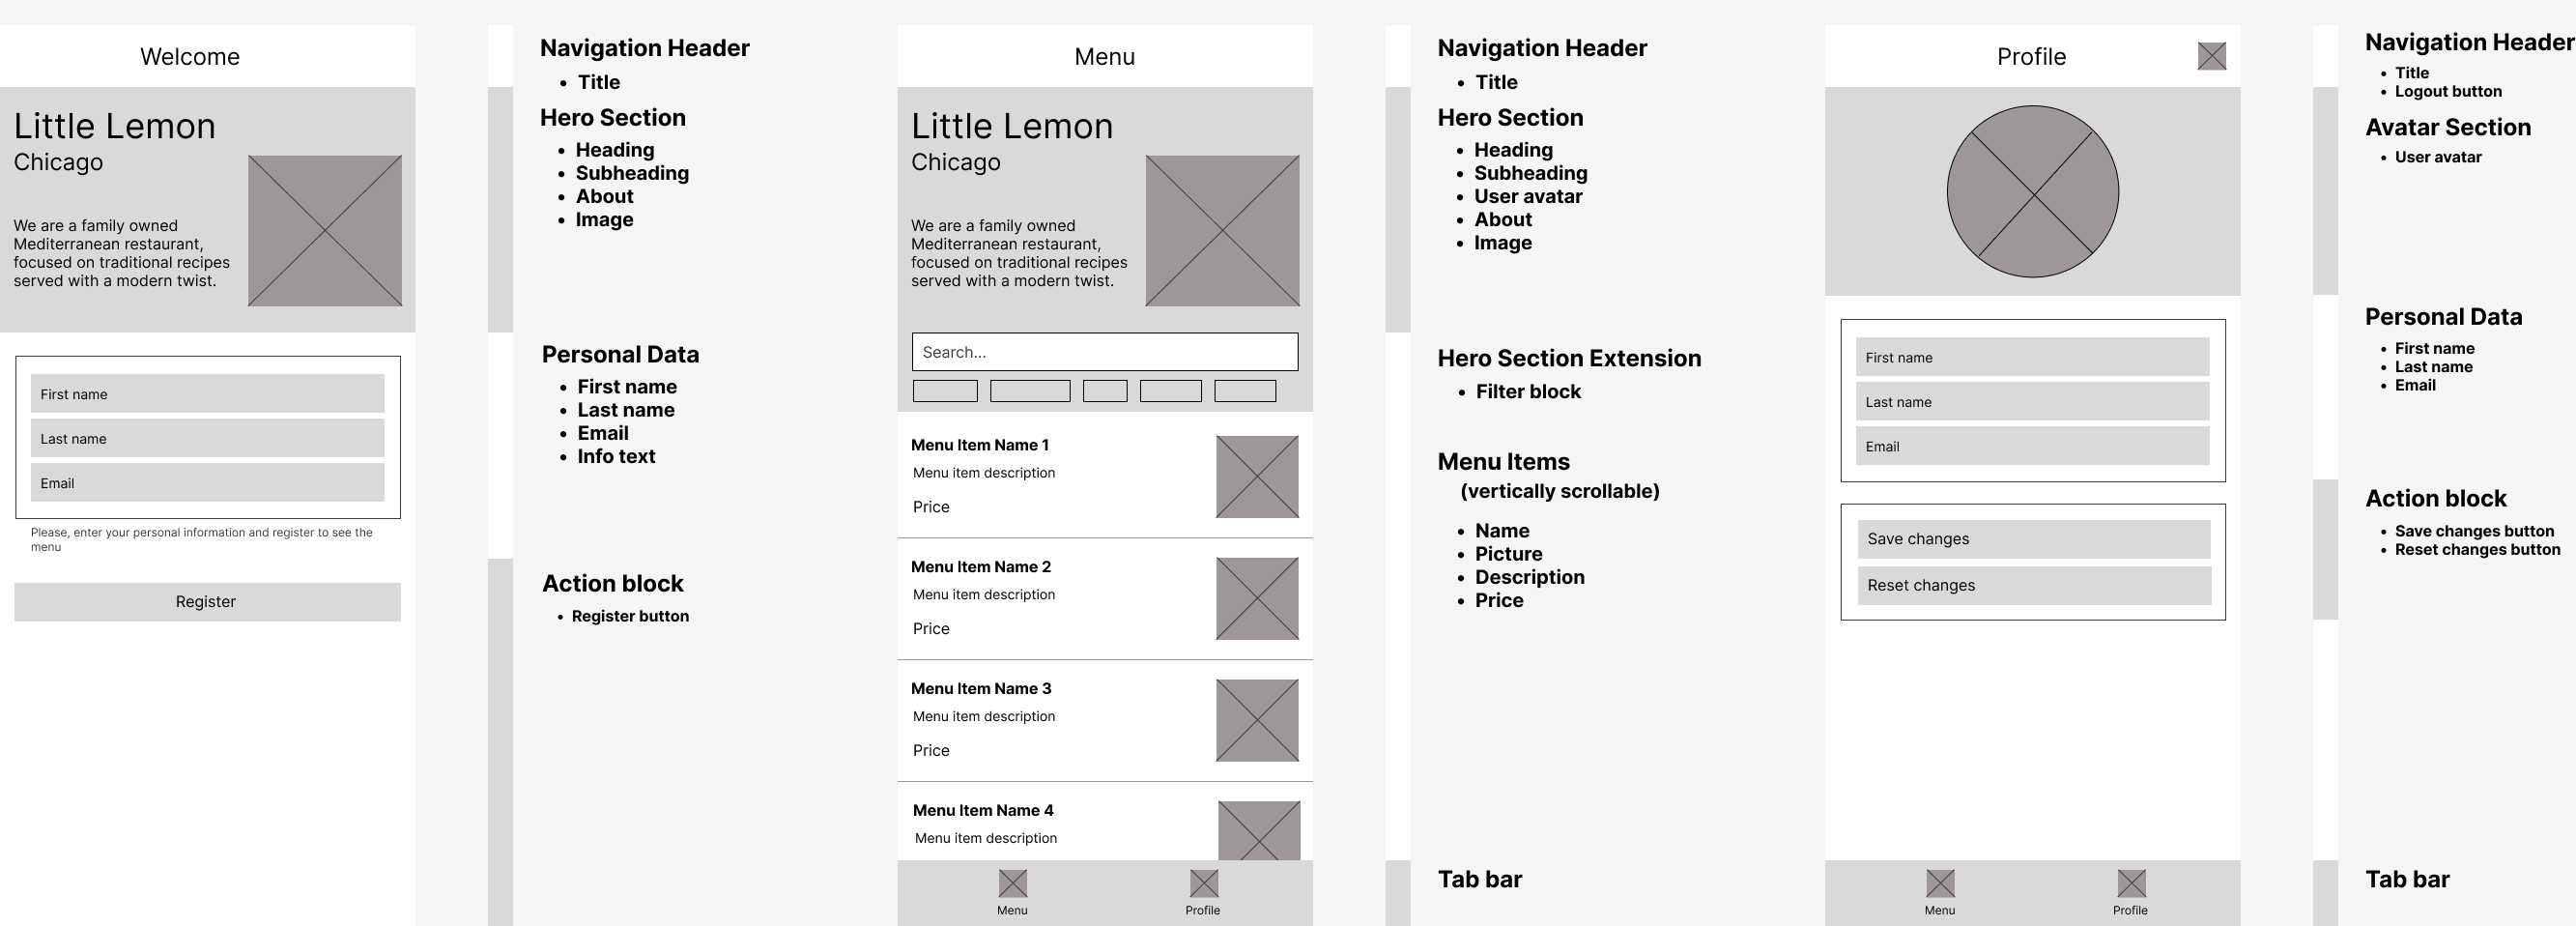 Welcome
Little Lemon
Chicago
We are a family owned
Mediterranean restaurant,
focused on traditional recipes
served with a modern twist.
First name
Last name
Email
Please, enter your personal information and register to see the
menu
Register
Navigation Header
• Title
Hero Section
• Heading
• Subheading
• About
• Image
Personal Data
• First name
• Last name
• Email
• Info text
Action block
• Register button
Menu
Little Lemon
Chicago
We are a family owned
Mediterranean restaurant,
focused on traditional recipes
served with a modern twist.
Search...
Menu Item Name 1
Menu item description
Price
Menu Item Name 2
Menu item description
Price
Menu Item Name 3
Menu item description
Price
Menu Item Name 4
Menu item description
Menu
Profile
Navigation Header
• Title
Hero Section
• Heading
• Subheading
• User avatar
• About
• Image
Hero Section Extension
• Filter block
Menu Items
(vertically scrollable)
• Name
• Picture
• Description
• Price
Tab bar
Profile
First name
Last name
Email
Save changes
Reset changes
Menu
Profile
Navigation Header
• Title
• Logout button
Avatar Section
• User avatar
Personal Data
• First name
• Last name
• Email
Action block
• Save changes button
• Reset changes button
Tab bar